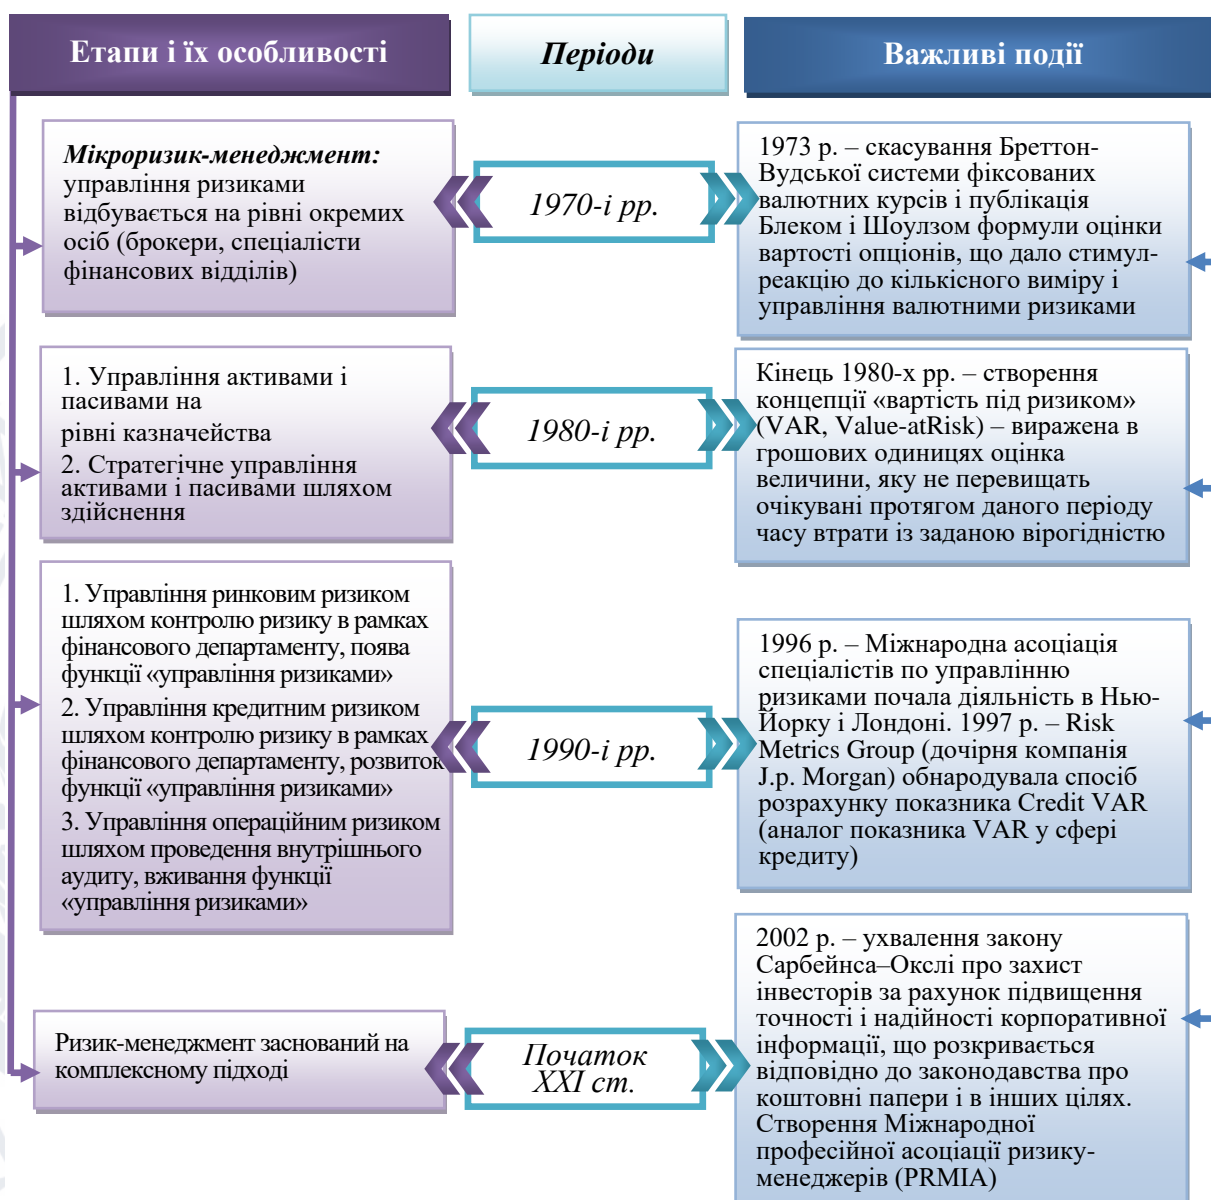 Етапи і їх особливості
Періоди
Важливі події
Мікроризик-менеджмент:
управління ризиками
відбувається на рівні окремих
осіб (брокери, спеціалісти
фінансових відділів)
1970-і рр.
1973 р. – скасування Бреттон-
Вудської системи фіксованих
валютних курсів і публікація
Блеком і Шоулзом формули оцінки
вартості опціонів, що дало стимул-
реакцію до кількісного виміру і
управління валютними ризиками
1. Управління активами і
пасивами на
рівні казначейства
2. Стратегічне управління
активами і пасивами шляхом
здійснення
1980-і рр.
Кінець 1980-х рр. – створення
концепції «вартість під ризиком»
(VAR, Value-atRisk) – виражена в
грошових одиницях оцінка
величини, яку не перевищать
очікувані протягом даного періоду
часу втрати із заданою вірогідністю
1. Управління ринковим ризиком
шляхом контролю ризику в рамках
фінансового департаменту, поява
функції «управління ризиками»
2. Управління кредитним ризиком
шляхом контролю ризику в рамках
фінансового департаменту, розвиток
функції «управління ризиками»
3. Управління операційним ризиком
шляхом проведення внутрішнього
аудиту, вживання функції
«управління ризиками»
1990-і рр.
1996 р. – Міжнародна асоціація
спеціалістів по управлінню
ризиками почала діяльність в Нью-
Йорку і Лондоні. 1997 р. – Risk
Metrics Group (дочірня компанія
J.p. Morgan) обнародувала спосіб
розрахунку показника Credit VAR
(аналог показника VAR у сфері
кредиту)
Ризик-менеджмент заснований на
комплексному підході
Початок
XXI ст.
2002 р. – ухвалення закону
Сарбейнса–Окслі про захист
інвесторів за рахунок підвищення
точності і надійності корпоративної
інформації, що розкривається
відповідно до законодавства про
коштовні папери і в інших цілях.
Створення Міжнародної
професійної асоціації ризику-
менеджерів (PRMIA)